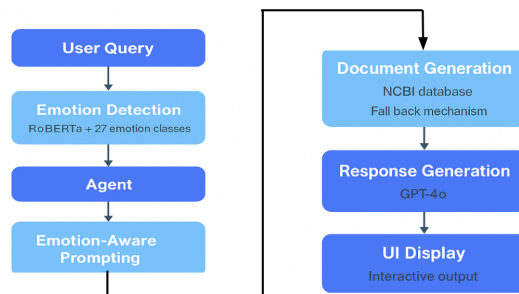 User Query
Emotion Detection
RoBERTa + 27 emotion classes
Agent
Emotion-Aware
Prompting
Document Generation
NCBI database
Fall back mechanism
Response Generation
GPT-4o
UI Display
Interactive output